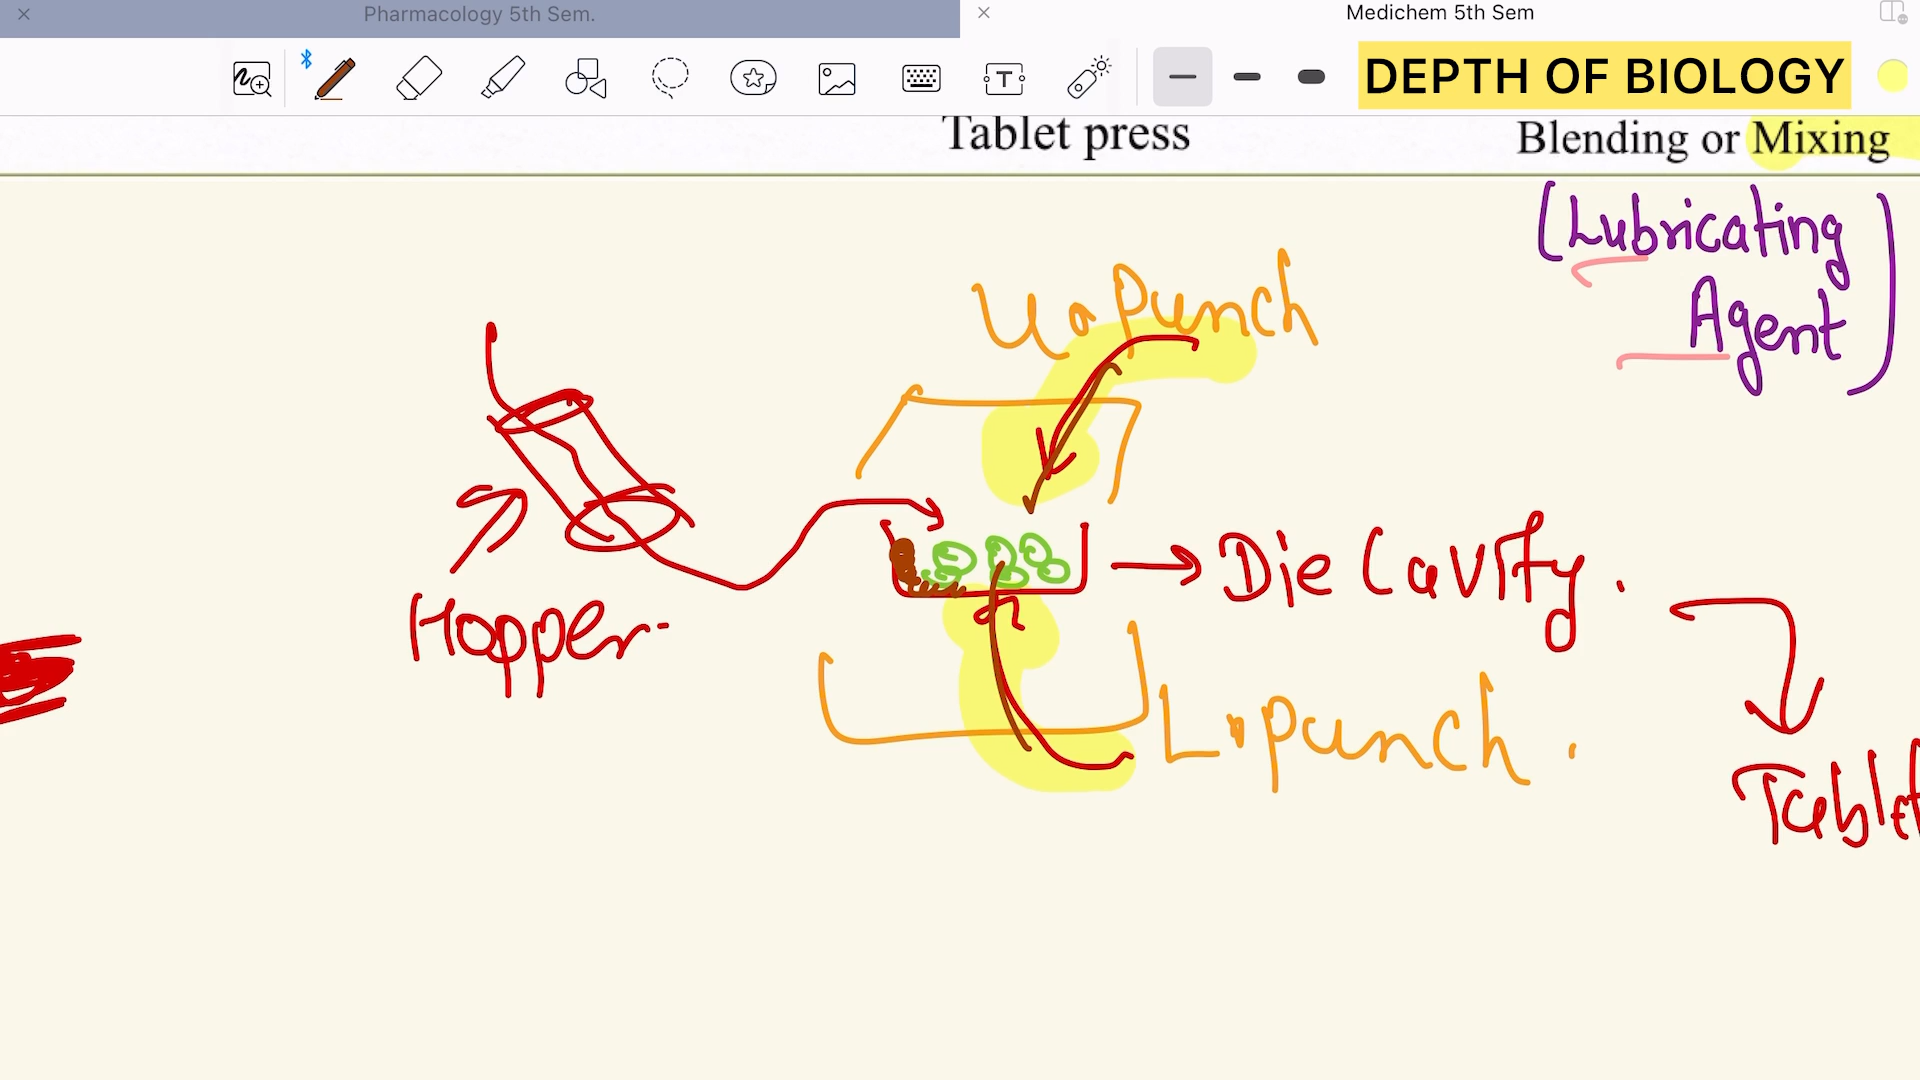 Pharmacology 5th Sem.
Medichem 5th Sem
DEPTH OF BIOLOGY
Tablet press
Blending or Mixing
(Lubricating
Agent)
Punch
Hopper
Die Cavity.
L. Punch.
Tablet